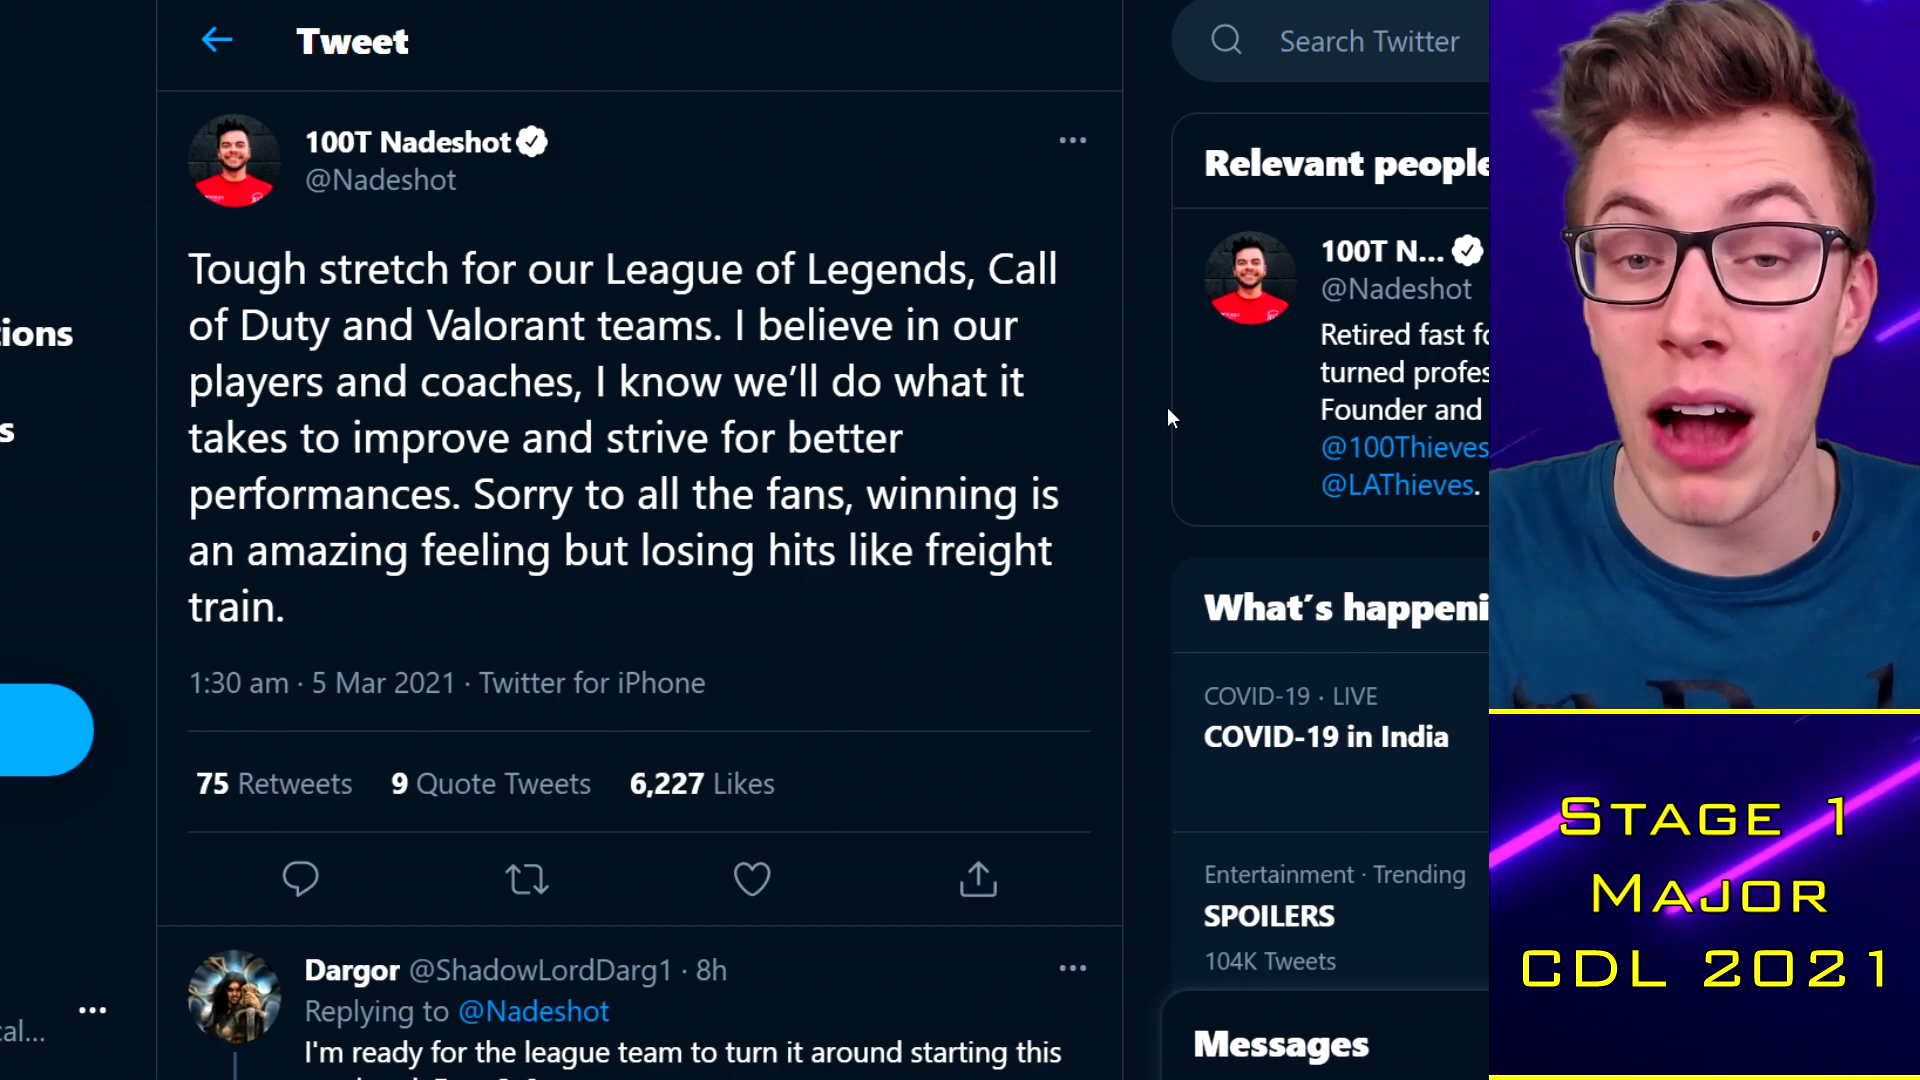 Tweet
Search Twitter
100T Nadeshot
@Nadeshot
Tough stretch for our League of Legends, Call
of Duty and Valorant teams. I believe in our
players and coaches, I know we’ll do what it
takes to improve and strive for better
performances. Sorry to all the fans, winning is
an amazing feeling but losing hits like freight
train.
1:30 am · 5 Mar 2021 · Twitter for iPhone
75 Retweets 9 Quote Tweets 6,227 Likes
Dargor @ShadowLordDarg1 · 8h
Replying to @Nadeshot
I'm ready for the league team to turn it around starting this
Relevant people
100T N...
@Nadeshot
Retired fast fo
turned profes
Founder and
@100Thieves
@LAThieves.
What´s happeni
COVID-19 · LIVE
COVID-19 in India
Entertainment · Trending
SPOILERS
104K Tweets
Messages
tions
s
cal...
Stage 1
Major
CDL 2021